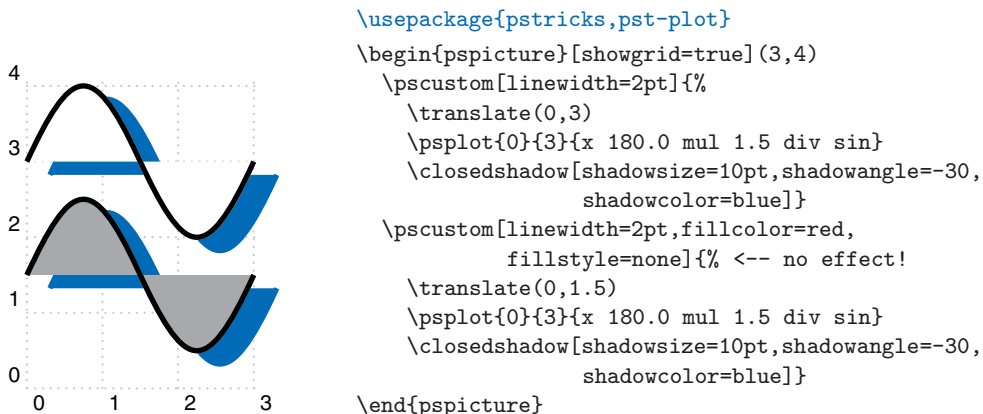 4
3
2
1
0
0 1 2 3
\usepackage{pstricks,pst-plot}
\begin{pspicture}[showgrid=true](3,4)
  \pscustom[linewidth=2pt]{%
    \translate(0,3)
    \psplot{0}{3}{x 180.0 mul 1.5 div sin}
    \closedshadow[shadowsize=10pt,shadowangle=-30,
               shadowcolor=blue]}
  \pscustom[linewidth=2pt,fillcolor=red,
          fillstyle=none]{% <-- no effect!
    \translate(0,1.5)
    \psplot{0}{3}{x 180.0 mul 1.5 div sin}
    \closedshadow[shadowsize=10pt,shadowangle=-30,
               shadowcolor=blue]}
\end{pspicture}